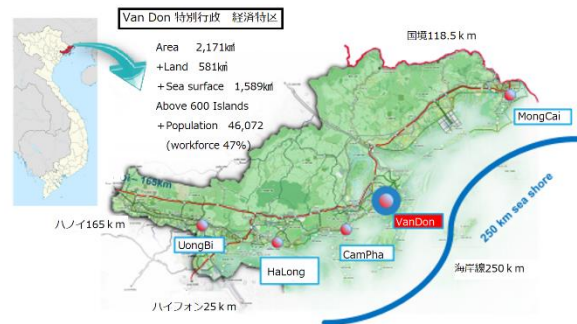 Van Don 特別行政　経済特区
Area 2,171㎢
+Land 581㎢
+Sea surface 1,589㎢
Above 600 Islands
+Population 46,072
(workforce 47%)
国境118.5ｋｍ
MongCai
165Km
ハノイ165ｋｍ
UongBi
HaLong
CamPha
VanDon
250 km sea shore
海岸線250ｋｍ
ハイフォン25ｋｍ